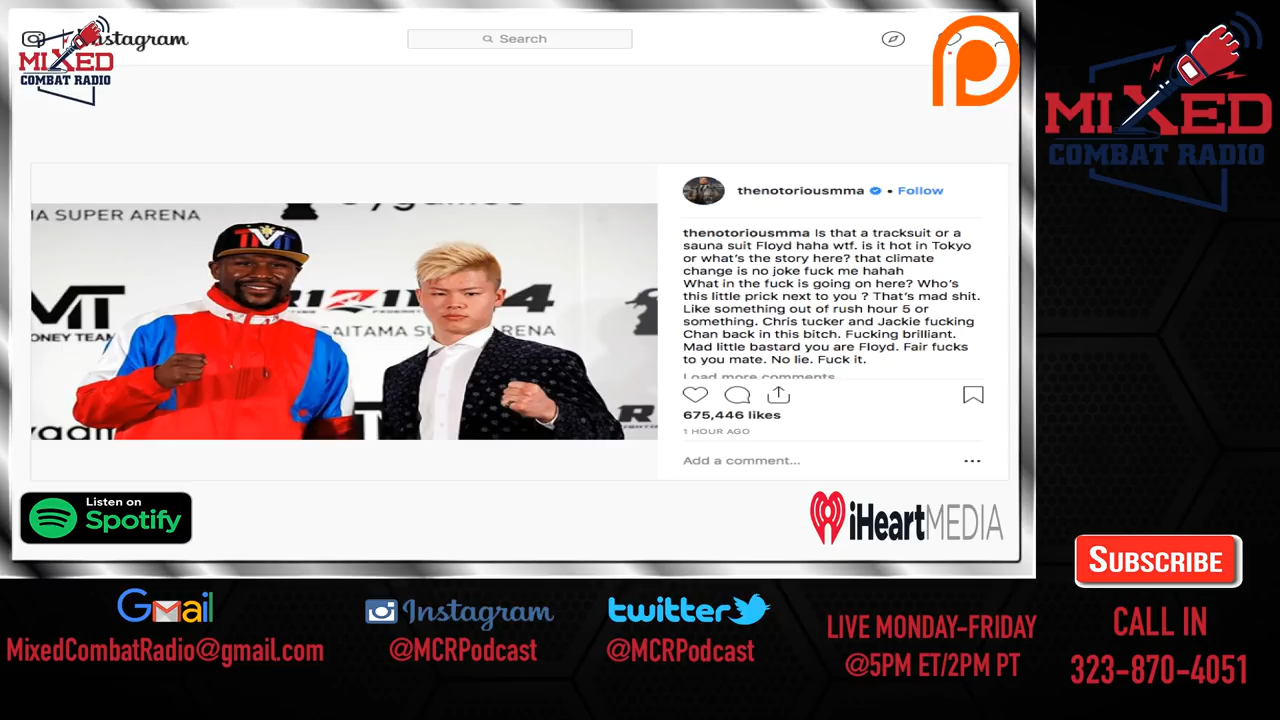 Instagram
Search
MIXED
COMBAT RADIO
MIXED
COMBAT RADIO
MA SUPER ARENA
TMT
MONEY TEAM
RIZIN
SAITAMA SUPER ARENA
thenotoriousmma • Follow
thenotoriousmma Is that a tracksuit or a
sauna suit Floyd haha wtf. is it hot in Tokyo
or what's the story here? that climate
change is no joke fuck me hahah
What in the fuck is going on here? Who's
this little prick next to you ? That's mad shit.
Like something out of rush hour 5 or
something. Chris tucker and Jackie fucking
Chan back in this bitch. Fucking brilliant.
Mad little bastard you are Floyd. Fair fucks
to you mate. No lie. Fuck it.
Load more comments
675,446 likes
1 HOUR AGO
Add a comment...
Listen on
Spotify
iHeartMEDIA
SUBSCRIBE
Gmail
MixedCombatRadio@gmail.com
Instagram
@MCRPodcast
twitter
@MCRPodcast
LIVE MONDAY-FRIDAY
@5PM ET/2PM PT
CALL IN
323-870-4051